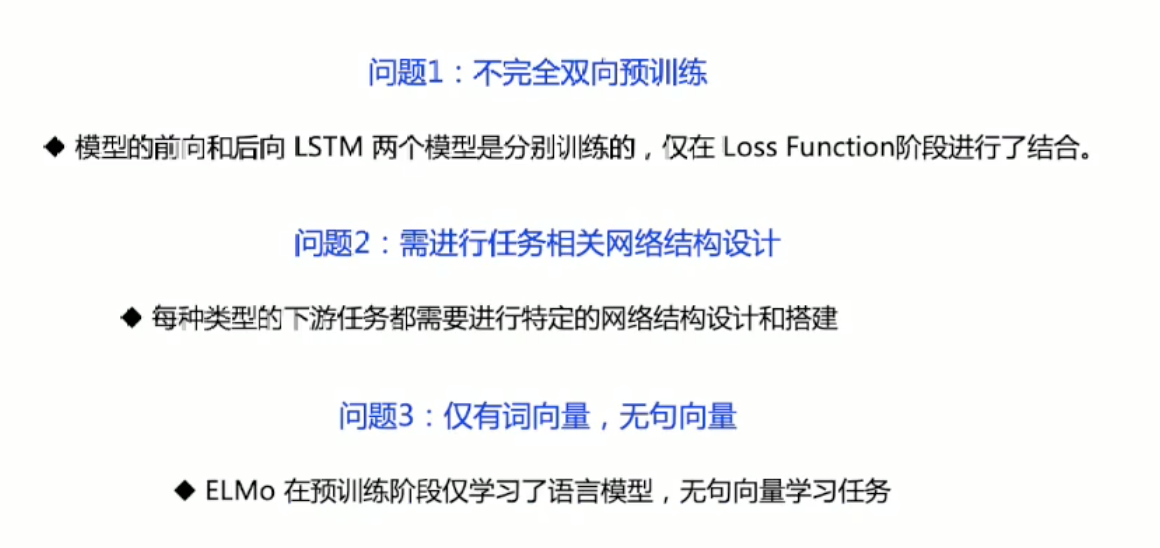 问题1：不完全双向预训练
◆ 模型的前向和后向 LSTM 两个模型是分别训练的，仅在 Loss Function阶段进行了结合。
问题2：需进行任务相关网络结构设计
◆ 每种类型的下游任务都需要进行特定的网络结构设计和搭建
问题3：仅有词向量，无句向量
◆ ELMo 在预训练阶段仅学习了语言模型，无句向量学习任务